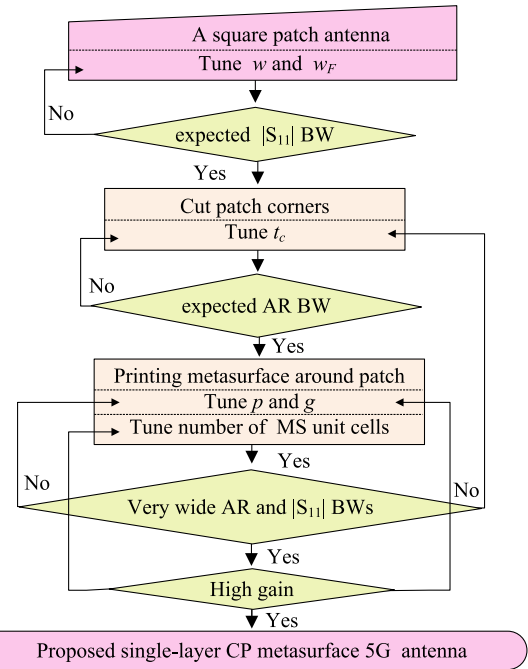 A square patch antenna
Tune w and w_F
No
expected |S₁₁| BW
Yes
Cut patch corners
Tune t_c
No
expected AR BW
Yes
Printing metasurface around patch
Tune p and g
Tune number of MS unit cells
Yes
No
No
Very wide AR and |S₁₁| BWs
Yes
High gain
Yes
Proposed single-layer CP metasurface 5G antenna